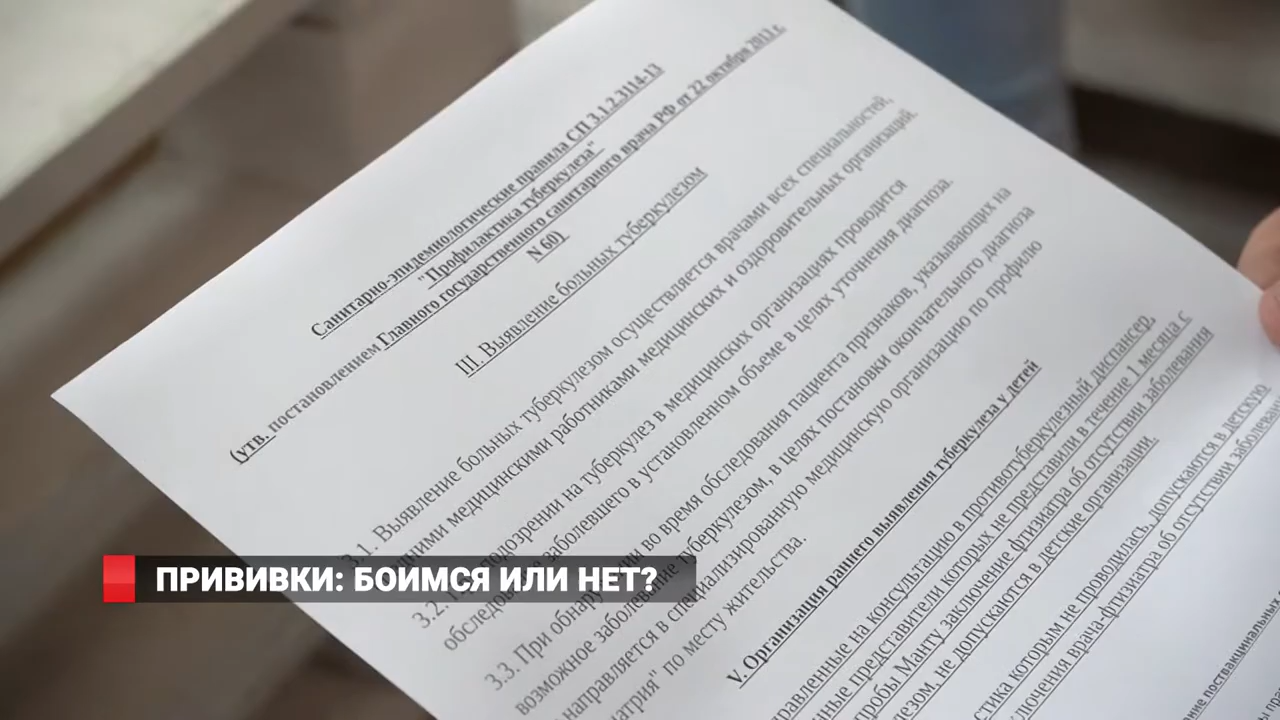 Санитарно-эпидемиологические правила СП 3.1.2.3114-13
"Профилактика туберкулеза"
(утв. постановлением Главного государственного санитарного врача РФ от 22 октября 2013 г.
N 60)
III. Выявление больных туберкулезом
3.1. Выявление больных туберкулезом осуществляется врачами всех специальностей,
средними медицинскими работниками медицинских и оздоровительных организаций.
3.2. При подозрении на туберкулез в медицинских организациях проводится
обследование заболевшего в установленном объеме в целях уточнения диагноза.
3.3. При обнаружении во время обследования пациента признаков, указывающих на
возможное заболевание туберкулезом, в целях постановки окончательного диагноза
направляется в специализированную медицинскую организацию по профилю
по месту жительства.
V. Организация раннего выявления туберкулеза у детей
на консультацию в противотуберкулезный диспансер,
представители которых не представили в течение 1 месяца с
пробы Манту заключение фтизиатра об отсутствии заболевания
не допускаются в детские организации.
которым не проводилась, допускаются в детскую
врача-фтизиатра об отсутствии
поствакцинальных
ПРИВИВКИ: БОИМСЯ ИЛИ НЕТ?